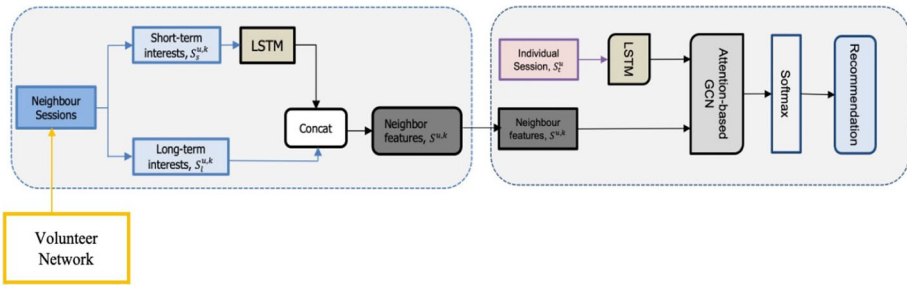 Short-term
interests, $S_s^{u,k}$
LSTM
Neighbour
Sessions
Concat
Neighbor
features, $S^{u,k}$
Long-term
interests, $S_l^{u,k}$
Volunteer
Network
Individual
Session, $S_t^u$
LSTM
Neighbour
features, $S^{u,k}$
Attention-based
GCN
Softmax
Recommendation